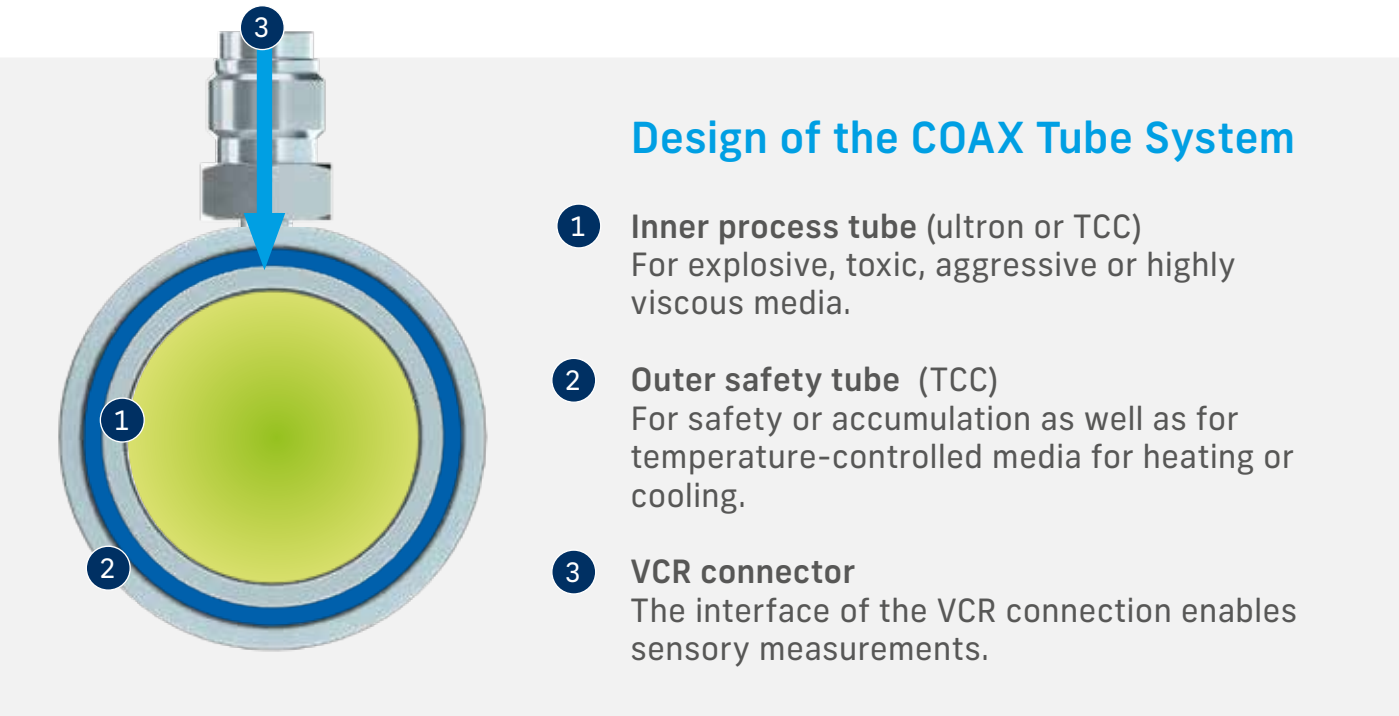 3
1
2
Design of the COAX Tube System
1 Inner process tube (ultron or TCC)
For explosive, toxic, aggressive or highly
viscous media.
2 Outer safety tube (TCC)
For safety or accumulation as well as for
temperature-controlled media for heating or
cooling.
3 VCR connector
The interface of the VCR connection enables
sensory measurements.